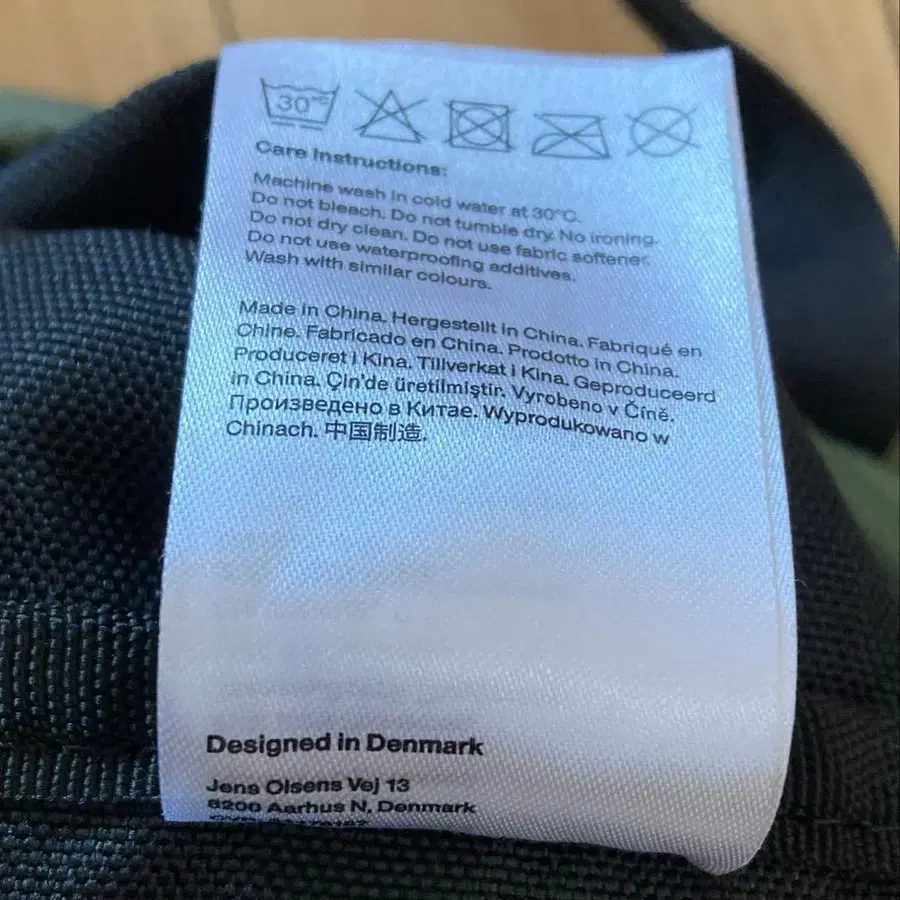 30°C
Care Instructions:
Machine wash in cold water at 30°C.
Do not bleach. Do not tumble dry. No ironing.
Do not dry clean. Do not use fabric softener.
Do not use waterproofing additives.
Wash with similar colours.
Made in China. Hergestellt in China. Fabriqué en
Chine. Fabricado en China. Prodotto in China.
Produceret i Kina. Tillverkat i Kina. Geproduceerd
in China. Çin'de üretilmiştir. Vyrobeno v Číně.
Произведено в Китае. Wyprodukowano w
Chinach. 中国制造.
Designed in Denmark
Jens Olsens Vej 13
8200 Aarhus N, Denmark